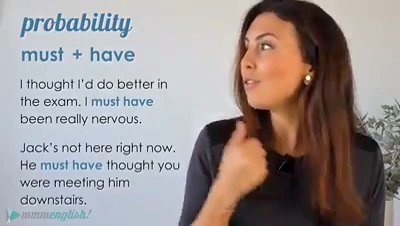 probability
must + have
I thought I'd do better in
the exam. I must have
been really nervous.
Jack's not here right now.
He must have thought you
were meeting him
downstairs.
mmmenglish!